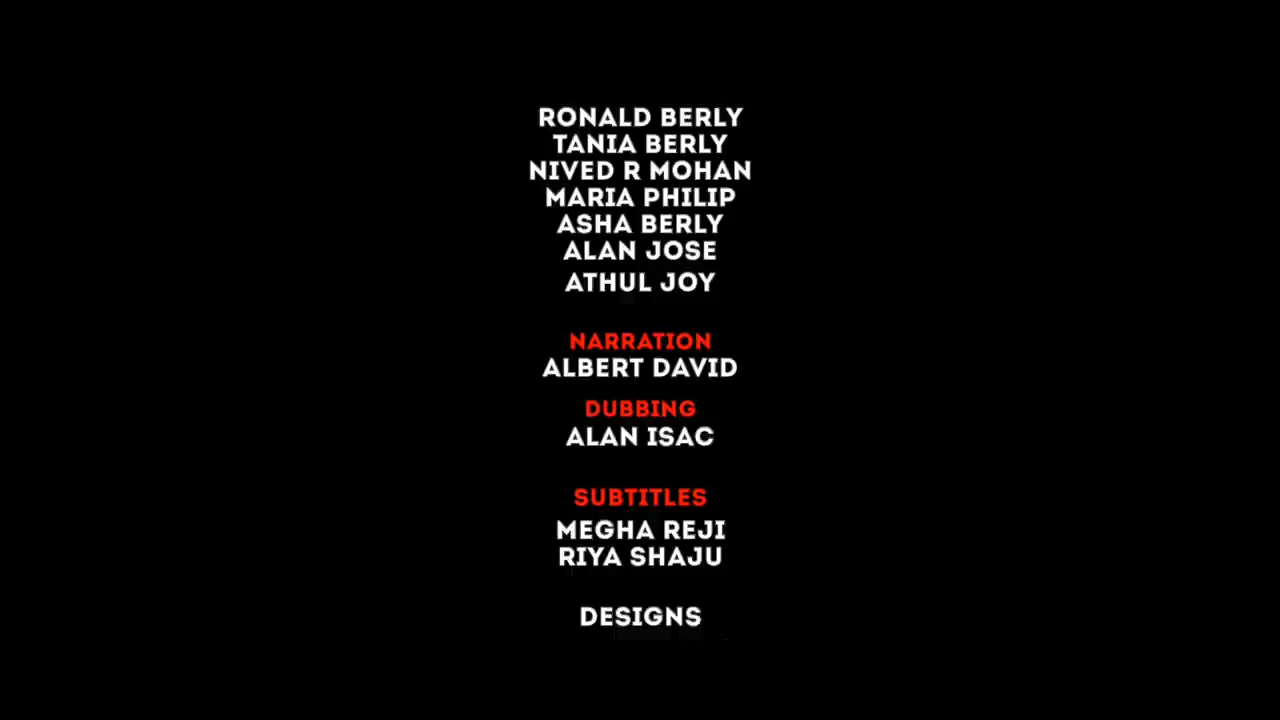 RONALD BERLY
TANIA BERLY
NIVED R MOHAN
MARIA PHILIP
ASHA BERLY
ALAN JOSE
ATHUL JOY
NARRATION
ALBERT DAVID
DUBBING
ALAN ISAC
SUBTITLES
MEGHA REJI
RIYA SHAJU
DESIGNS